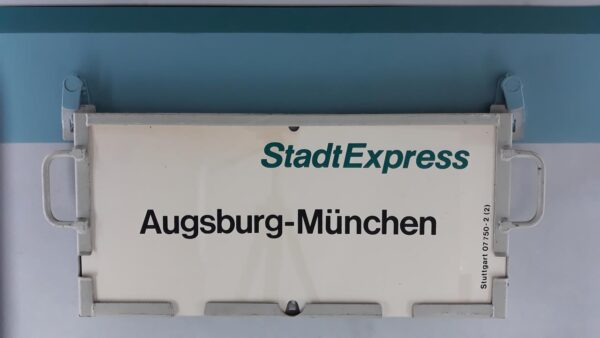 StadtExpress
Augsburg-München
Stuttgart 07 750-2 (2)